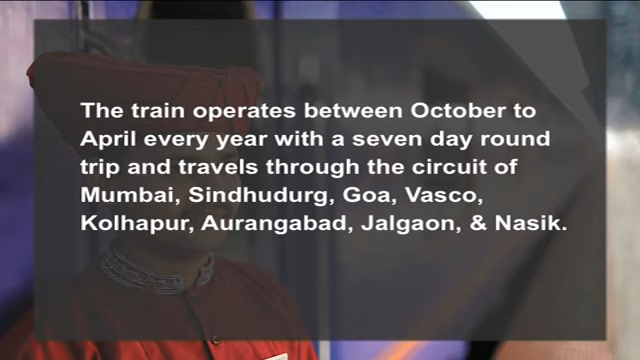 The train operates between October to
April every year with a seven day round
trip and travels through the circuit of
Mumbai, Sindhudurg, Goa, Vasco,
Kolhapur, Aurangabad, Jalgaon, & Nasik.